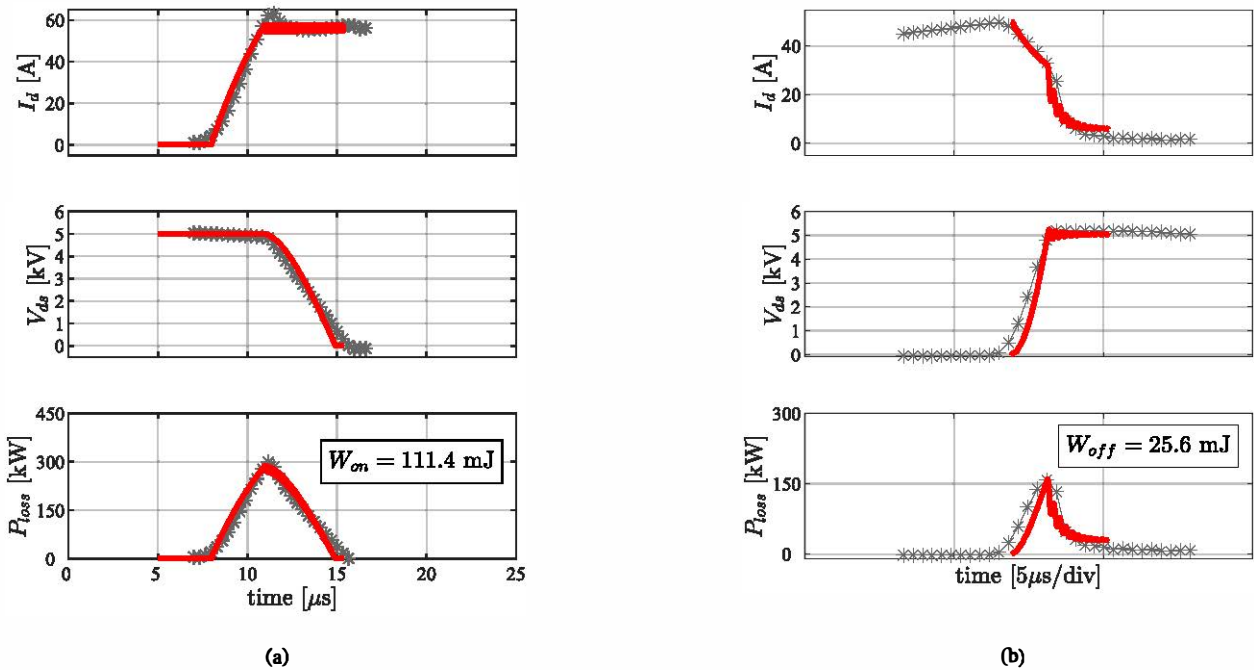 60
40
20
0
I_d [A]
6
5
4
3
2
1
0
V_ds [kV]
450
300
150
0
P_loss [kW]
W_on = 111.4 mJ
0 5 10 15 20 25
time [μs]
(a)
40
20
0
I_d [A]
6
5
4
3
2
1
0
V_ds [kV]
300
150
0
P_loss [kW]
W_off = 25.6 mJ
time [5μs/div]
(b)